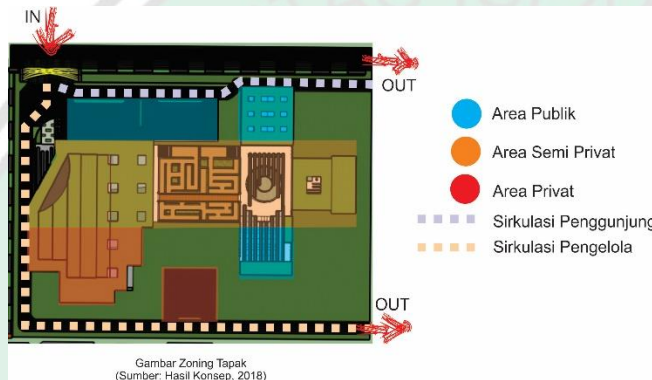 IN
OUT
Area Publik
Area Semi Privat
Area Privat
Sirkulasi Penggunjung
Sirkulasi Pengelola
OUT
Gambar Zoning Tapak
(Sumber: Hasil Konsep, 2018)